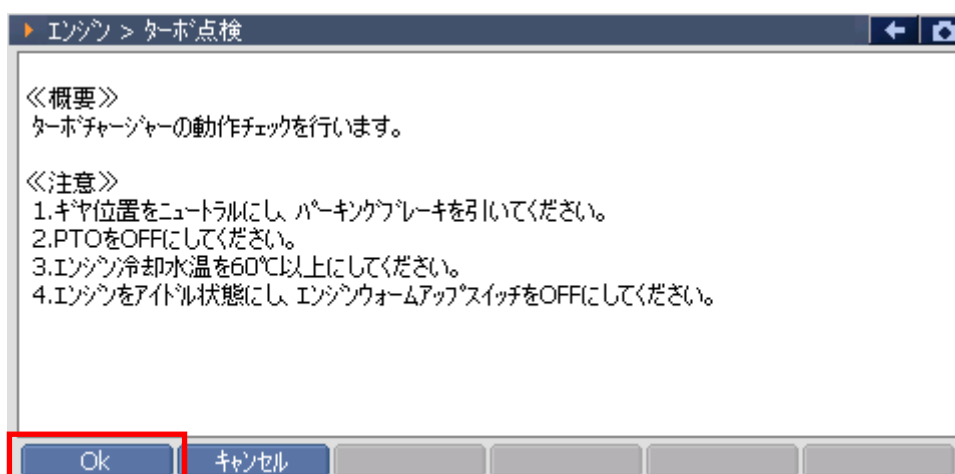 エンジン > ターボ点検
≪概要≫
ターボチャージャーの動作チェックを行います。
≪注意≫
1.ギヤ位置をニュートラルにし、パーキングブレーキを引いてください。
2.PTOをOFFにしてください。
3.エンジン冷却水温を60℃以上にしてください。
4.エンジンをアイドル状態にし、エンジンウォームアップスイッチをOFFにしてください。
Ok
キャンセル